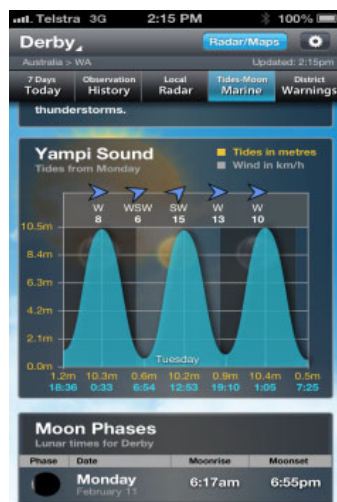 Telstra 3G 2:15 PM 100%
Derby
Radar/Maps
Australia > WA Updated: 2:15pm
7 Days Observation Local Tides-Moon District
Today History Radar Marine Warnings
thunderstorms.
Yampi Sound
Tides from Monday
Tides in metres
Wind in km/h
W WSW SW W W
8 6 15 13 10
10.5m
8.4m
6.3m
4.2m
2.1m
0.0m
Tuesday
1.2m 10.3m 0.6m 10.2m 0.9m 10.4m 0.5m
18:36 0:33 6:54 12:53 19:10 1:05 7:25
Moon Phases
Lunar times for Derby
Phase Date Moonrise Moonset
Monday 6:17am 6:55pm
February 11